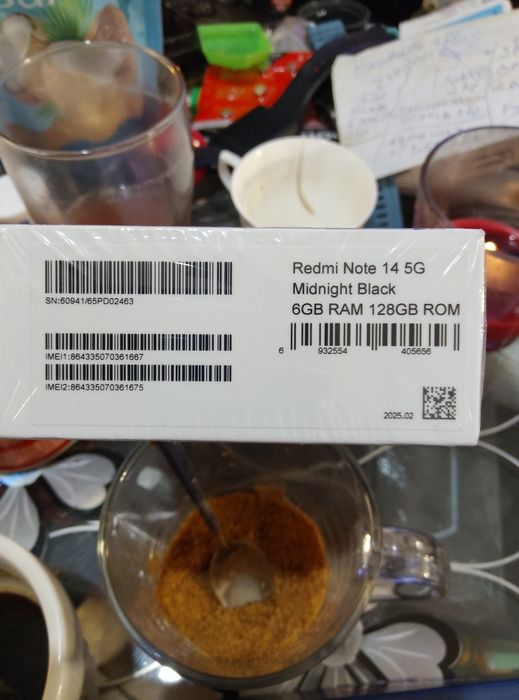 Redmi Note 14 5G
Midnight Black
6GB RAM 128GB ROM
SN:60941/65PD02463
6 932554 405656
IMEI1:864335070361667
IMEI2:864335070361675
2025.02